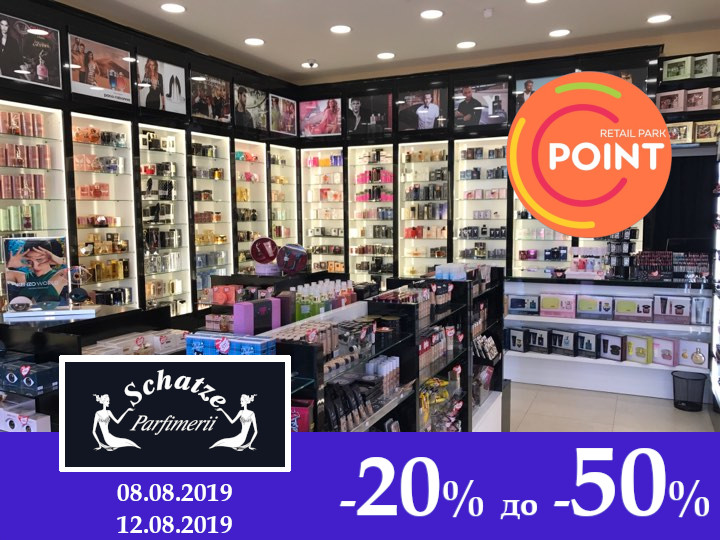 RETAIL PARK
POINT
Schatze
Parfimerii
08.08.2019
12.08.2019
-20% до -50%